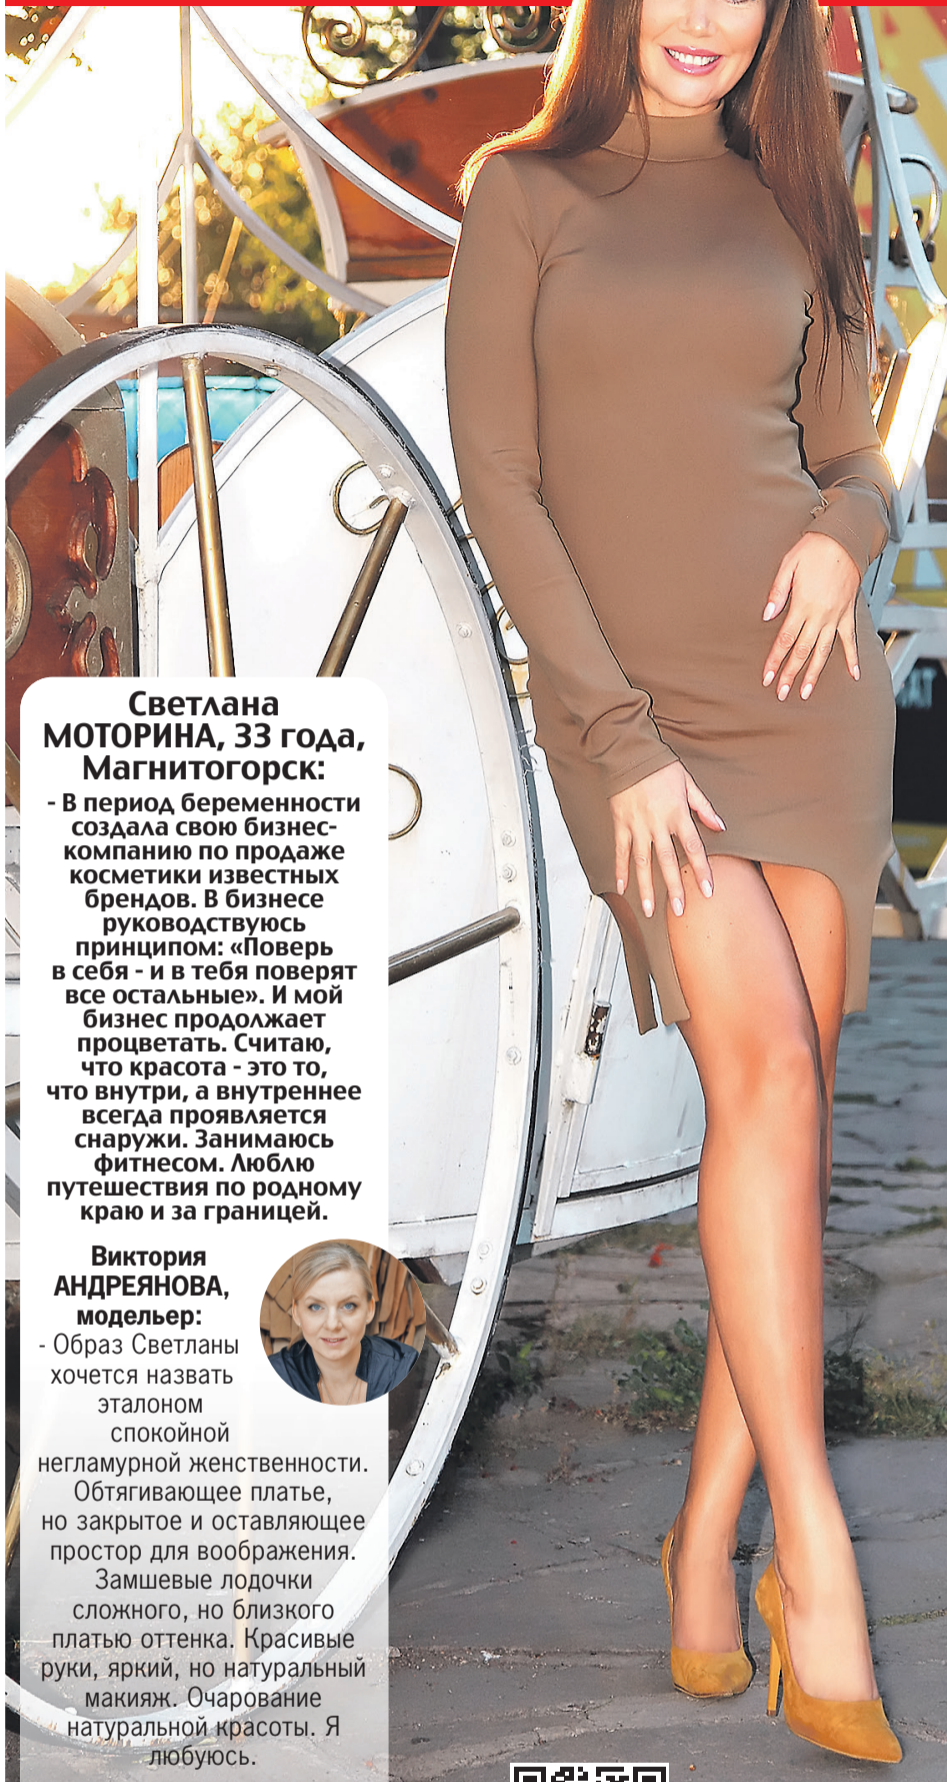 Светлана
МОТОРИНА, 33 года,
Магнитогорск:
- В период беременности
создала свою бизнес-
компанию по продаже
косметики известных
брендов. В бизнесе
руководствуюсь
принципом: «Поверь
в себя - и в тебя поверят
все остальные». И мой
бизнес продолжает
процветать. Считаю,
что красота - это то,
что внутри, а внутреннее
всегда проявляется
снаружи. Занимаюсь
фитнесом. Люблю
путешествия по родному
краю и за границей.
Виктория
АНДРЕЯНОВА,
модельер:
- Образ Светланы
хочется назвать
эталоном
спокойной
негламурной женственности.
Обтягивающее платье,
но закрытое и оставляющее
простор для воображения.
Замшевые лодочки
сложного, но близкого
платью оттенка. Красивые
руки, яркий, но натуральный
макияж. Очарование
натуральной красоты. Я
любуюсь.